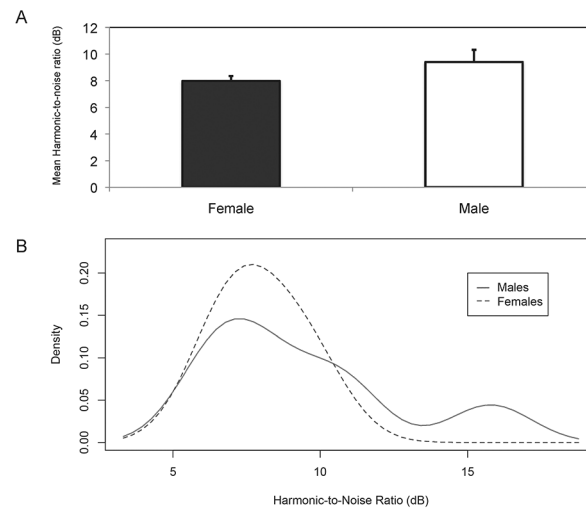 A
Mean Harmonic-to-noise ratio (dB)
12
10
8
6
4
2
0
Female Male
B
Density
0.20
0.15
0.10
0.05
0.00
Males
Females
5 10 15
Harmonic-to-Noise Ratio (dB)